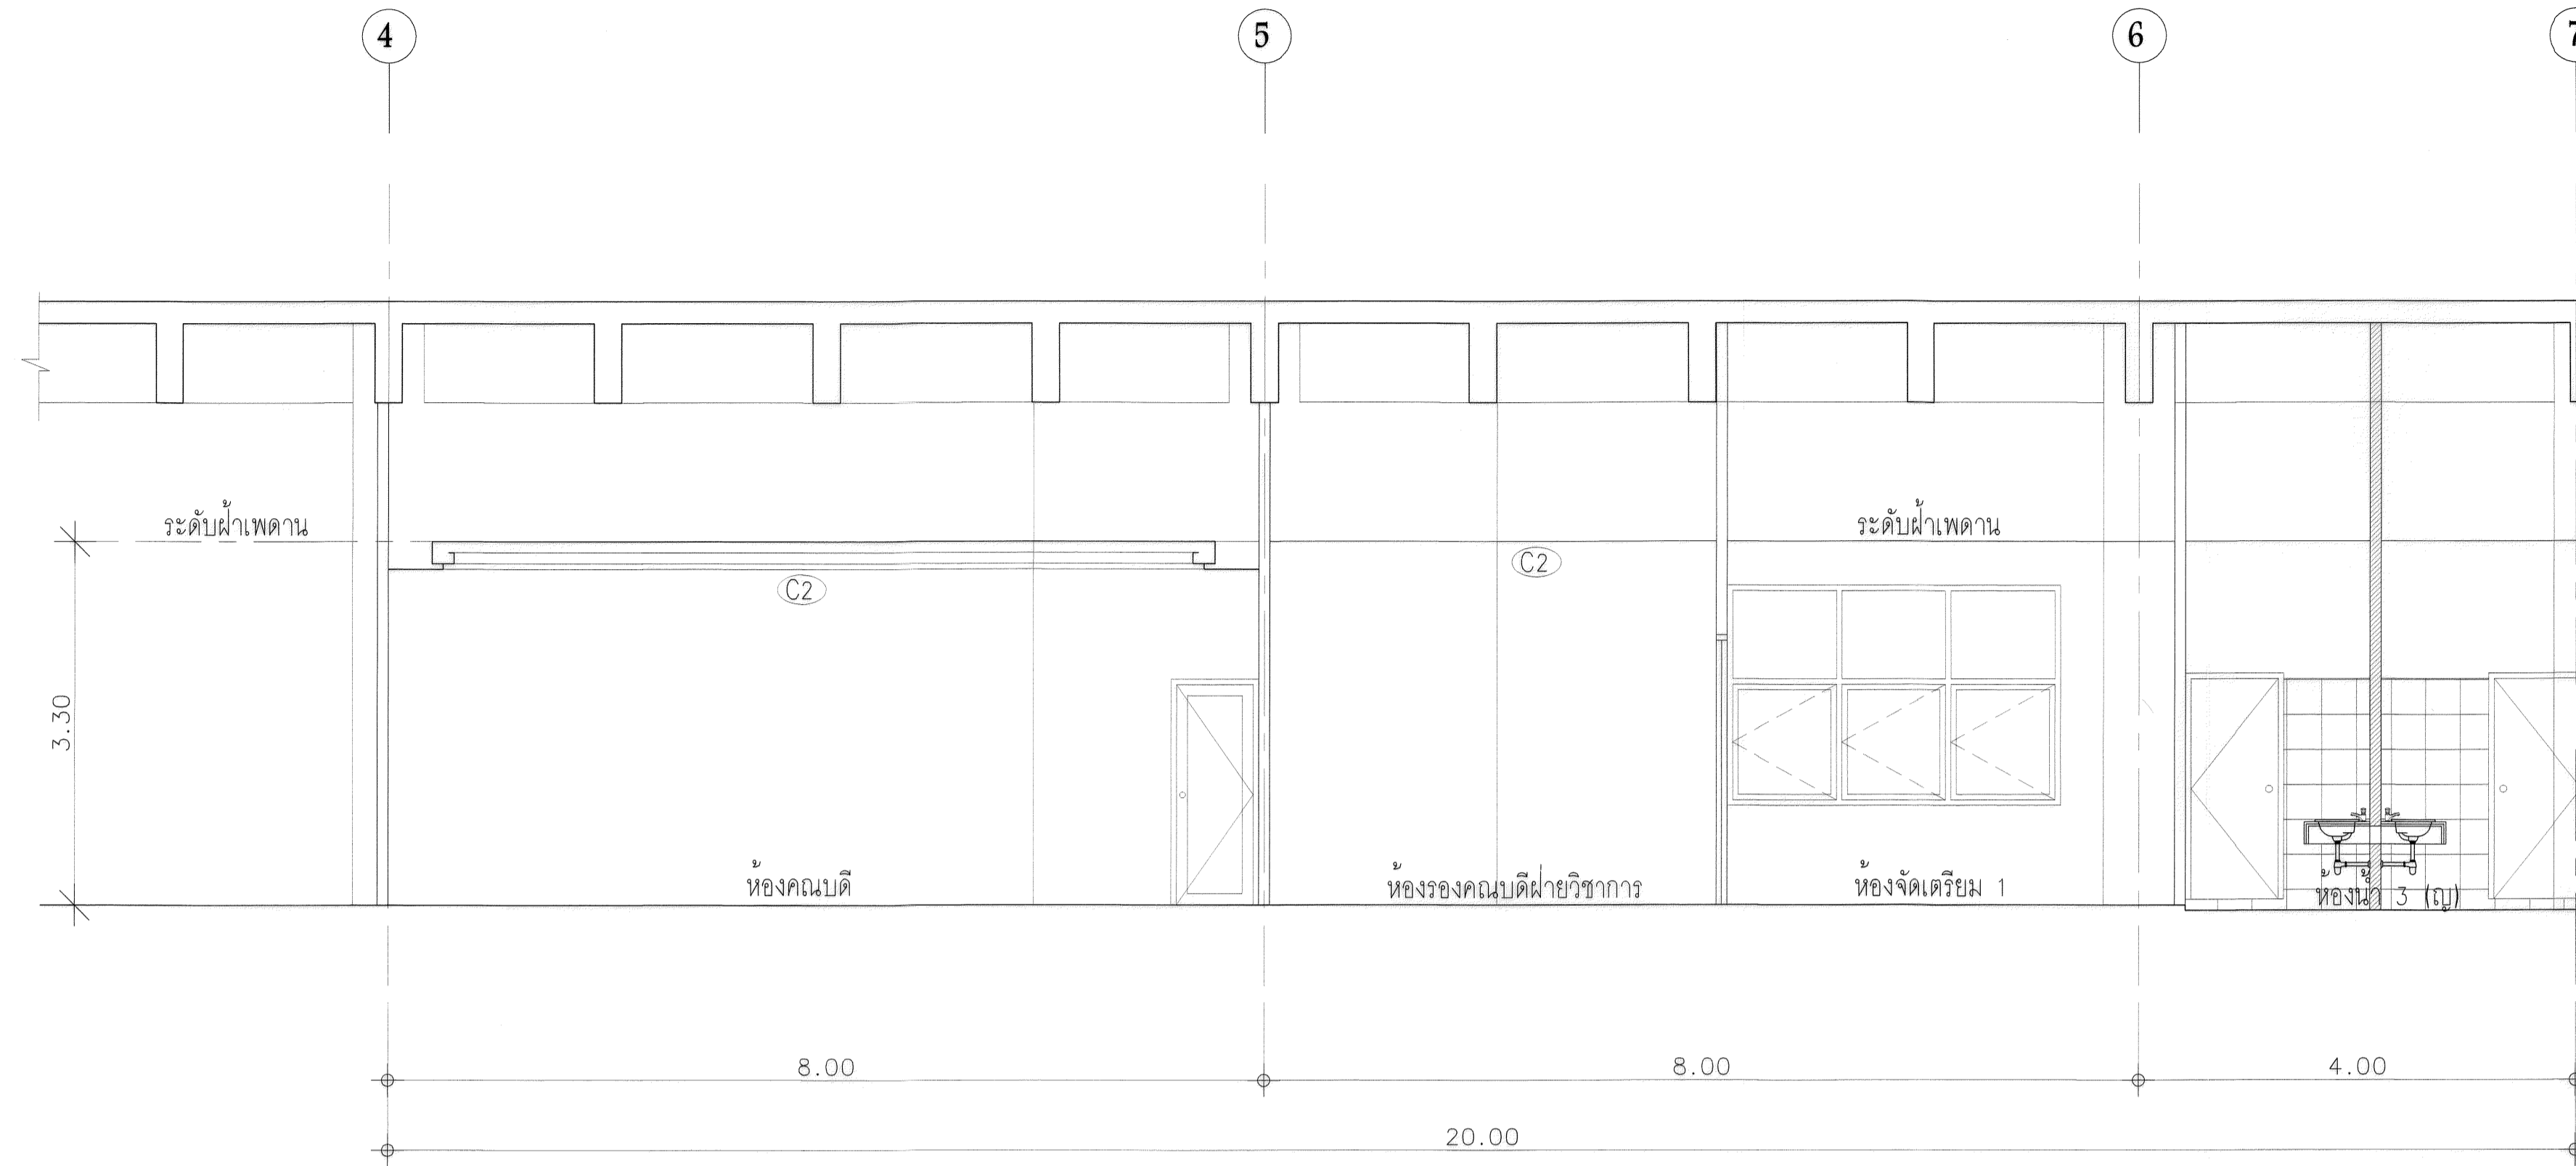 4 5 6 7
ระดับฝ้าเพดาน ระดับฝ้าเพดาน
C2 C2
3.30
ห้องคณบดี ห้องรองคณบดีฝ่ายวิชาการ ห้องจัดเตรียม 1 ห้องน้ำ 3 (ญ)
8.00 8.00 4.00
20.00